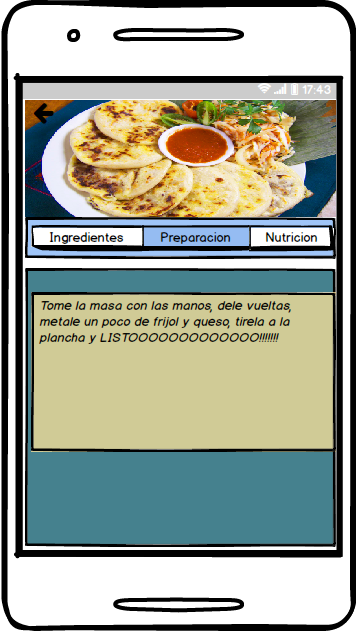 17:43
Ingredientes Preparacion Nutricion
Tome la masa con las manos, dele vueltas,
metale un poco de frijol y queso, tirela a la
plancha y LISTOOOOOOOOOOOOO!!!!!!!